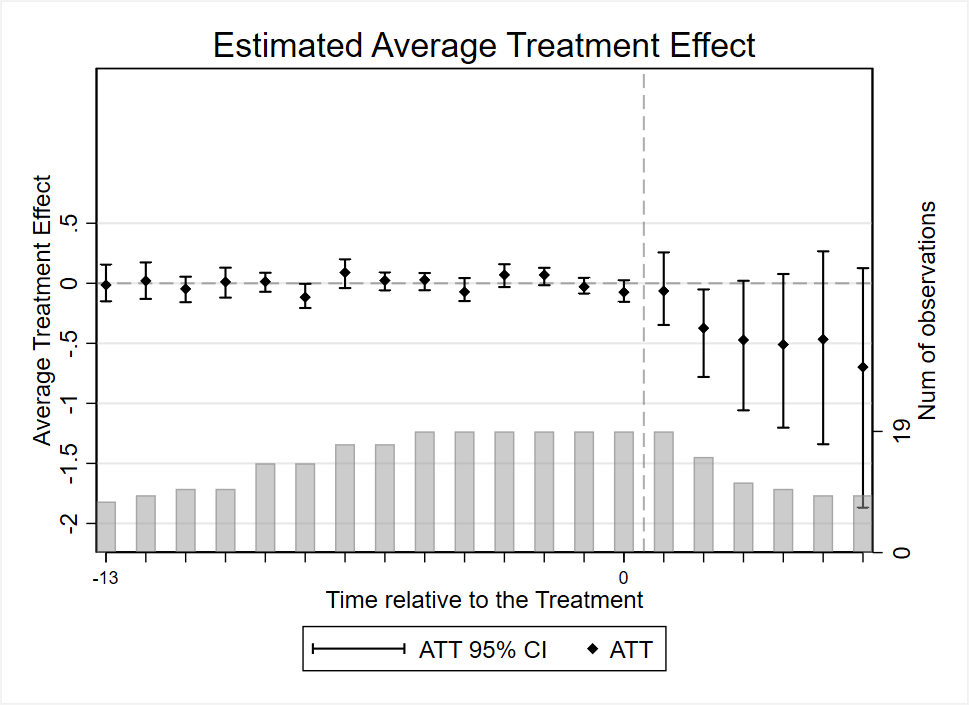 Estimated Average Treatment Effect
Average Treatment Effect
.5
0
-.5
-1
-1.5
-2
Num of observations
19
0
-13
0
Time relative to the Treatment
ATT 95% CI
ATT